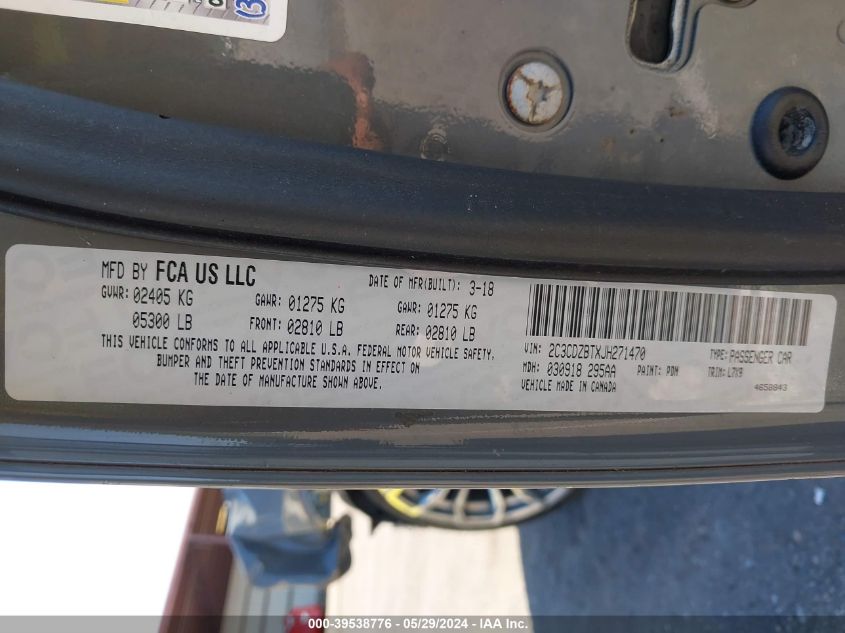 MFD BY FCA US LLC
DATE OF MFR(BUILT): 3-18
GVWR: 02405 KG
GAWR: 01275 KG
GAWR: 01275 KG
05300 LB
FRONT: 02810 LB
REAR: 02810 LB
THIS VEHICLE CONFORMS TO ALL APPLICABLE U.S.A. FEDERAL MOTOR VEHICLE SAFETY,
BUMPER AND THEFT PREVENTION STANDARDS IN EFFECT ON
THE DATE OF MANUFACTURE SHOWN ABOVE.
VIN: 2C3CDZBTXJH271470
TYPE: PASSENGER CAR
MDH: 030918 295AA
PAINT: PDN
TRIM: L7X9
VEHICLE MADE IN CANADA
4658843
000-39538776 - 05/29/2024 - IAA Inc.